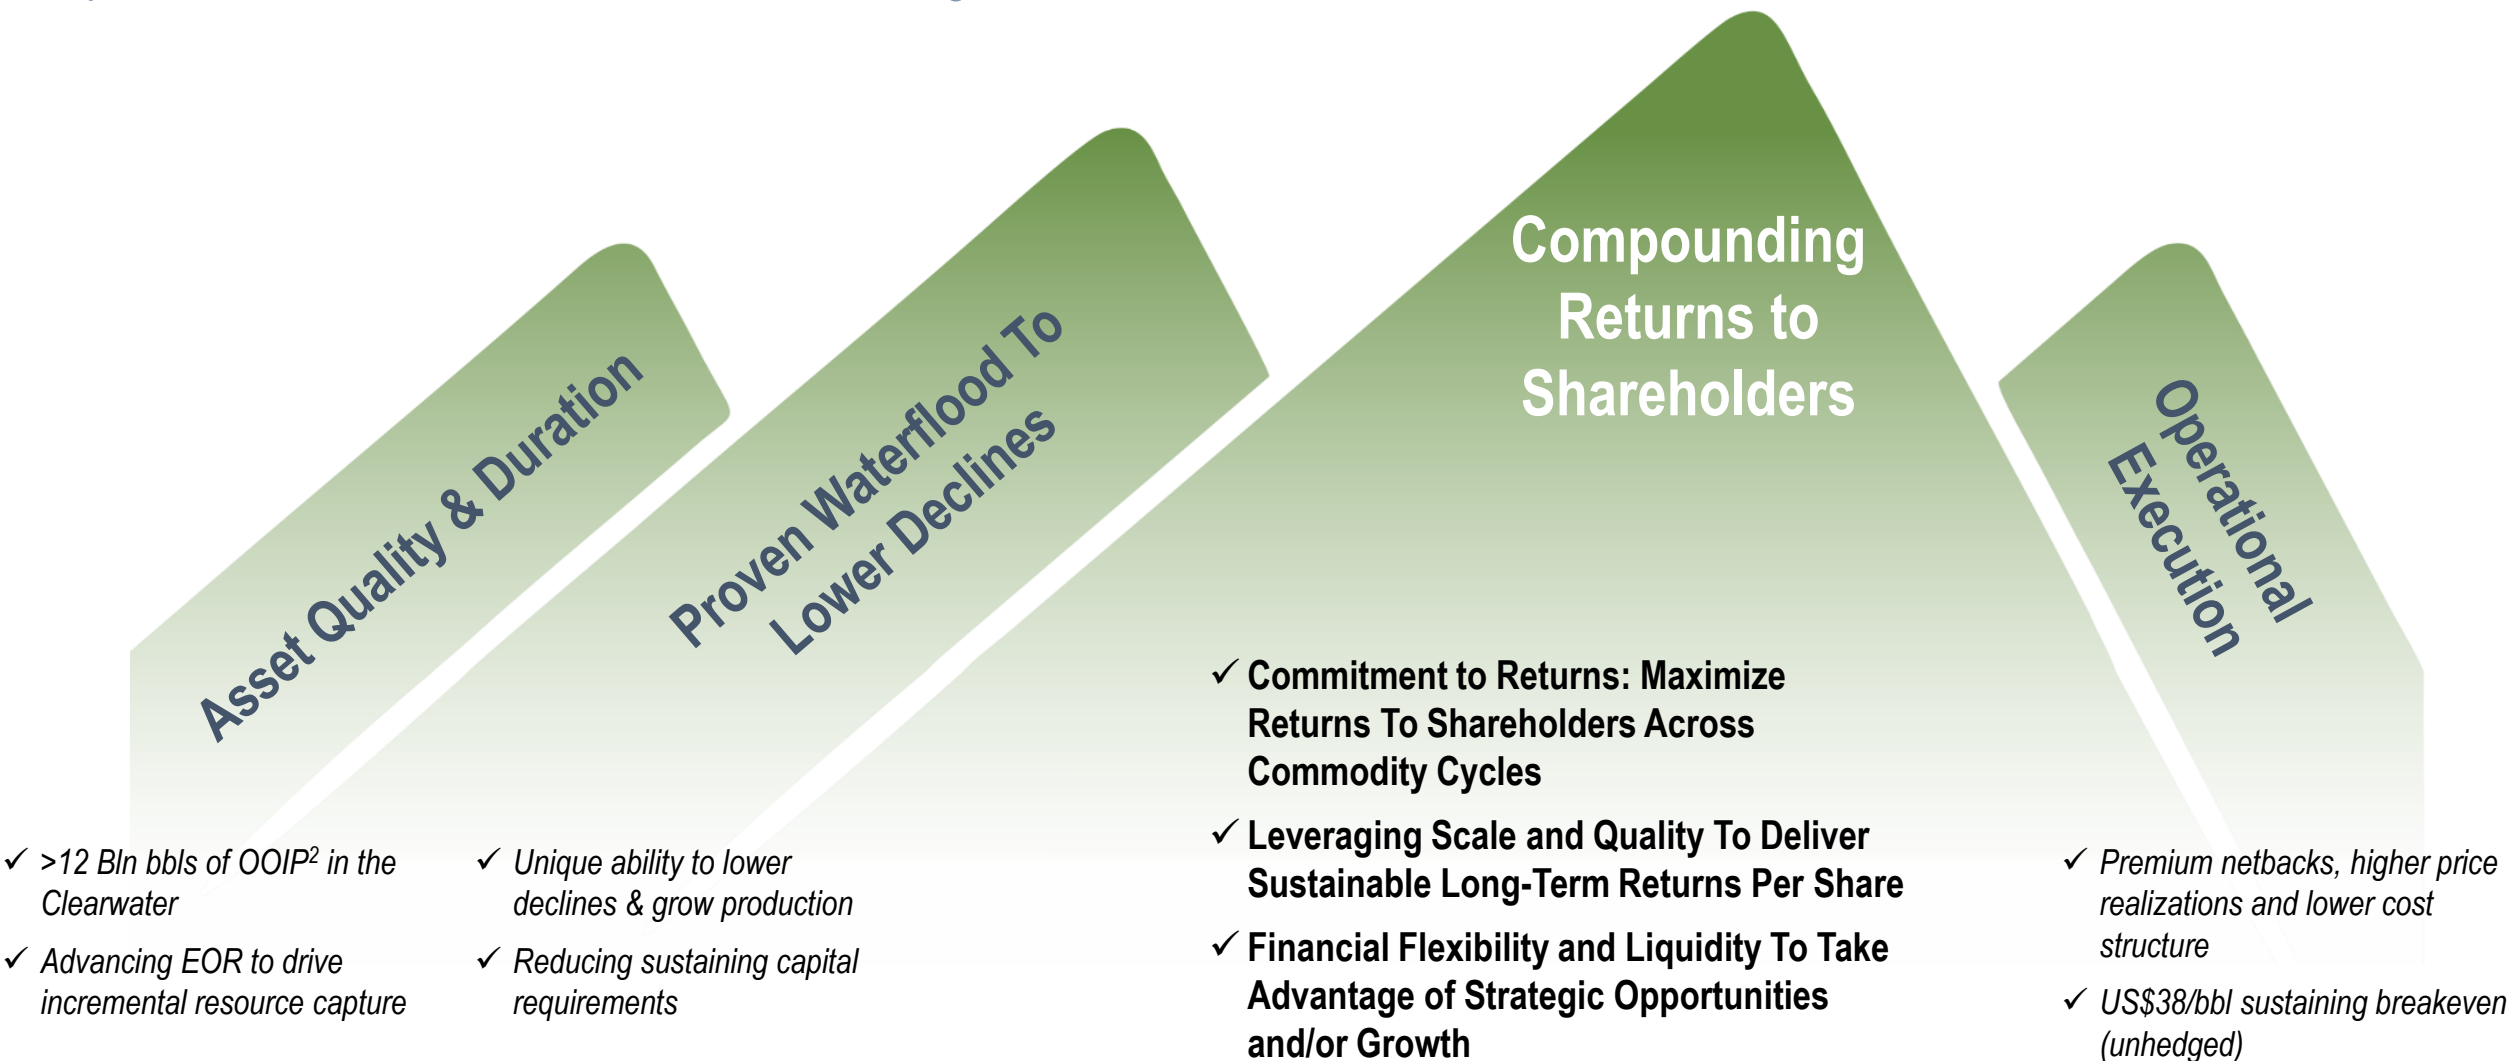 Compounding
Returns to
Shareholders
Asset Quality & Duration
Proven Waterflood To
Lower Declines
Operational
Execution
✓ >12 Bln bbls of OOIP² in the
Clearwater
✓ Advancing EOR to drive
incremental resource capture
✓ Unique ability to lower
declines & grow production
✓ Reducing sustaining capital
requirements
✓ Commitment to Returns: Maximize
Returns To Shareholders Across
Commodity Cycles
✓ Leveraging Scale and Quality To Deliver
Sustainable Long-Term Returns Per Share
✓ Financial Flexibility and Liquidity To Take
Advantage of Strategic Opportunities
and/or Growth
✓ Premium netbacks, higher price
realizations and lower cost
structure
✓ US$38/bbl sustaining breakeven
(unhedged)